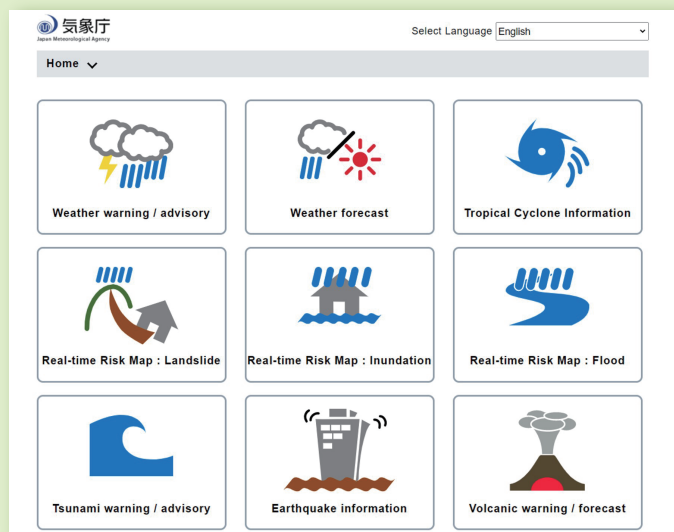 気象庁
Japan Meteorological Agency
Select Language English
Home
Weather warning / advisory
Weather forecast
Tropical Cyclone Information
Real-time Risk Map : Landslide
Real-time Risk Map : Inundation
Real-time Risk Map : Flood
Tsunami warning / advisory
Earthquake information
Volcanic warning / forecast